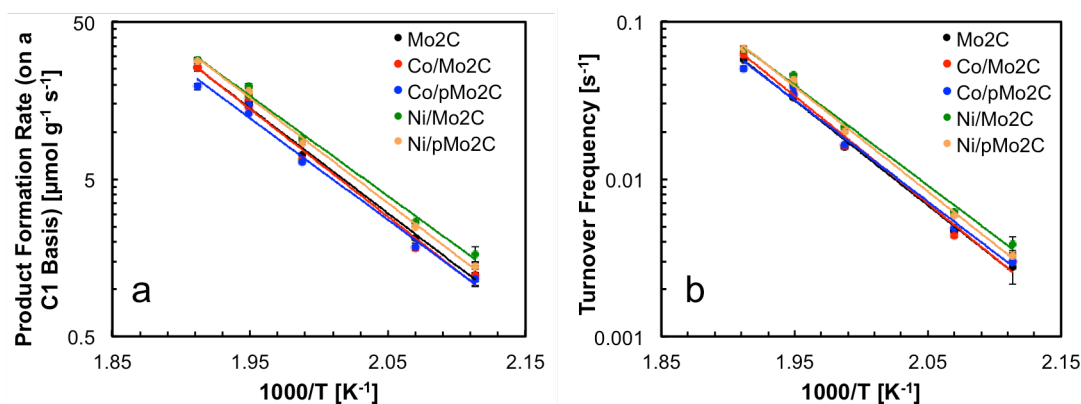 Product Formation Rate (on a
C1 Basis) [µmol g-1 s-1]
50
5
0.5
Mo2C
Co/Mo2C
Co/pMo2C
Ni/Mo2C
Ni/pMo2C
a
1.85
1.95
2.05
2.15
1000/T [K-1]
Turnover Frequency [s-1]
0.1
0.01
0.001
Mo2C
Co/Mo2C
Co/pMo2C
Ni/Mo2C
Ni/pMo2C
b
1.85
1.95
2.05
2.15
1000/T [K-1]